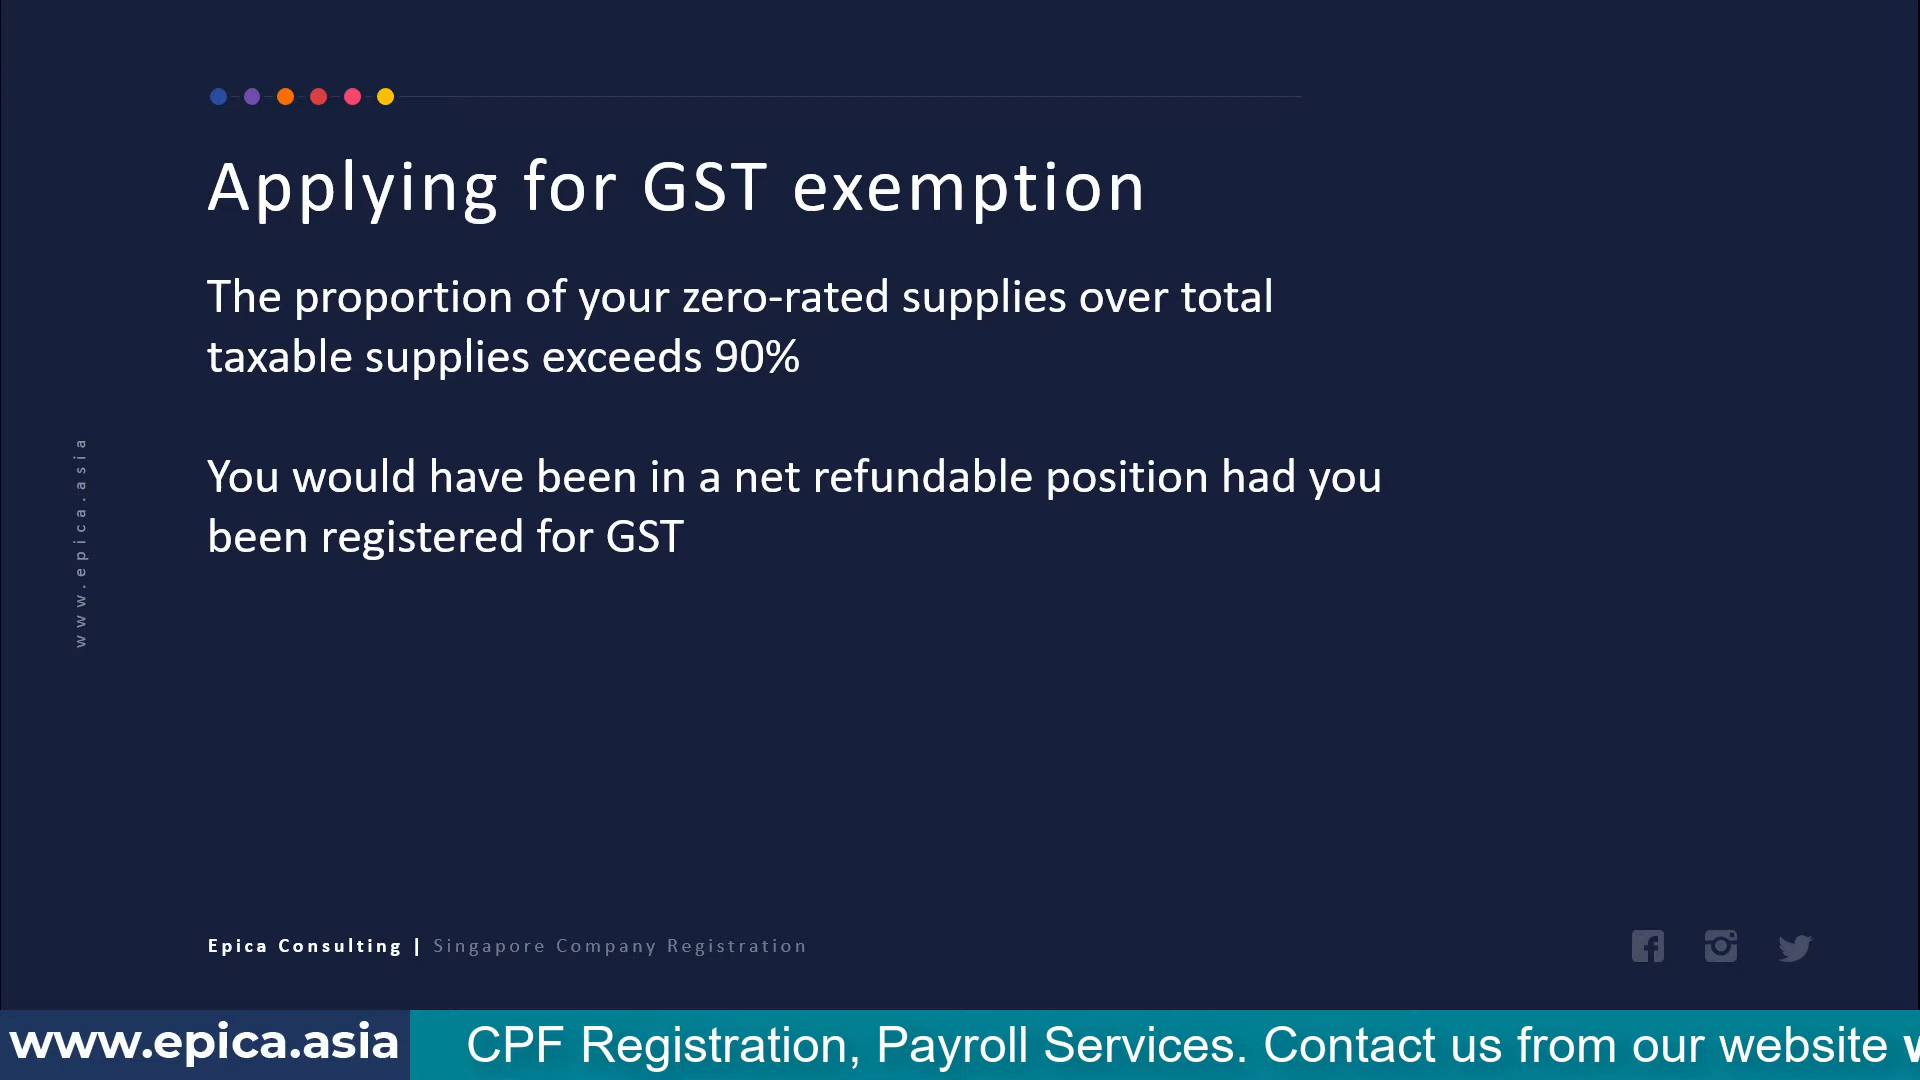 Applying for GST exemption
The proportion of your zero-rated supplies over total
taxable supplies exceeds 90%
You would have been in a net refundable position had you
been registered for GST
www.epica.asia
Epica Consulting | Singapore Company Registration
www.epica.asia
CPF Registration, Payroll Services. Contact us from our website